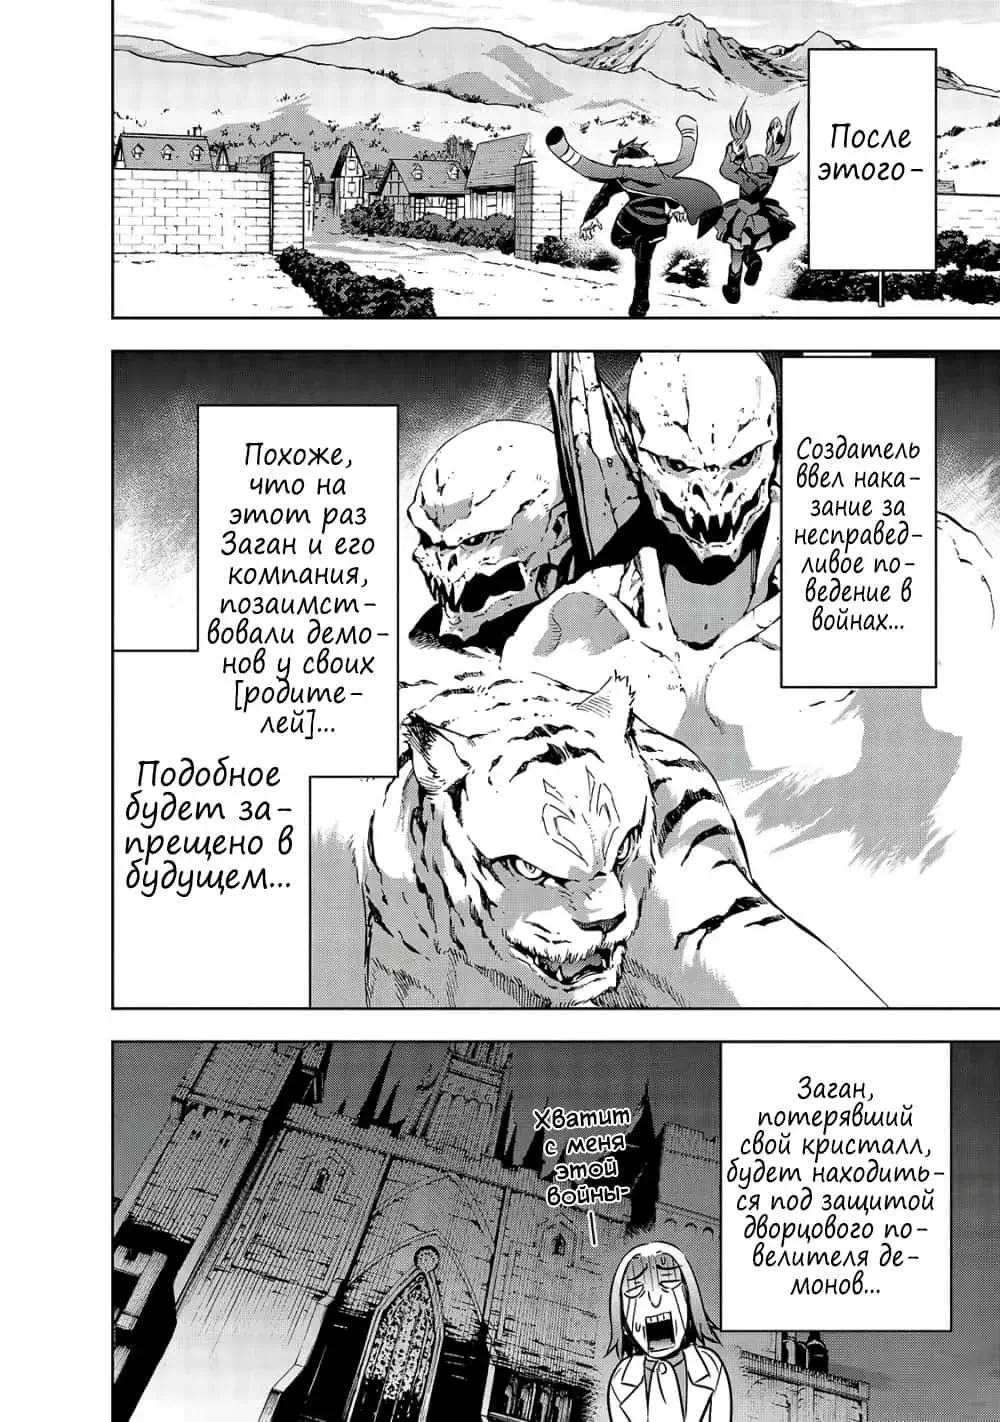 После
этого-
Создатель
ввел нака-
зание за
несправед-
ливое по-
ведение в
войнах...
Похоже,
что на
этот раз
Заган и его
компания,
позаимст-
вовали демо-
нов у своих
[родите-
лей]...
Подобное
будет за-
прещено в
будущем...
Заган,
потерявший
свой кристалл,
будет находить-
ся под защитой
дворцового по-
велителя де-
монов...
Хватит
с меня
этой
войны-